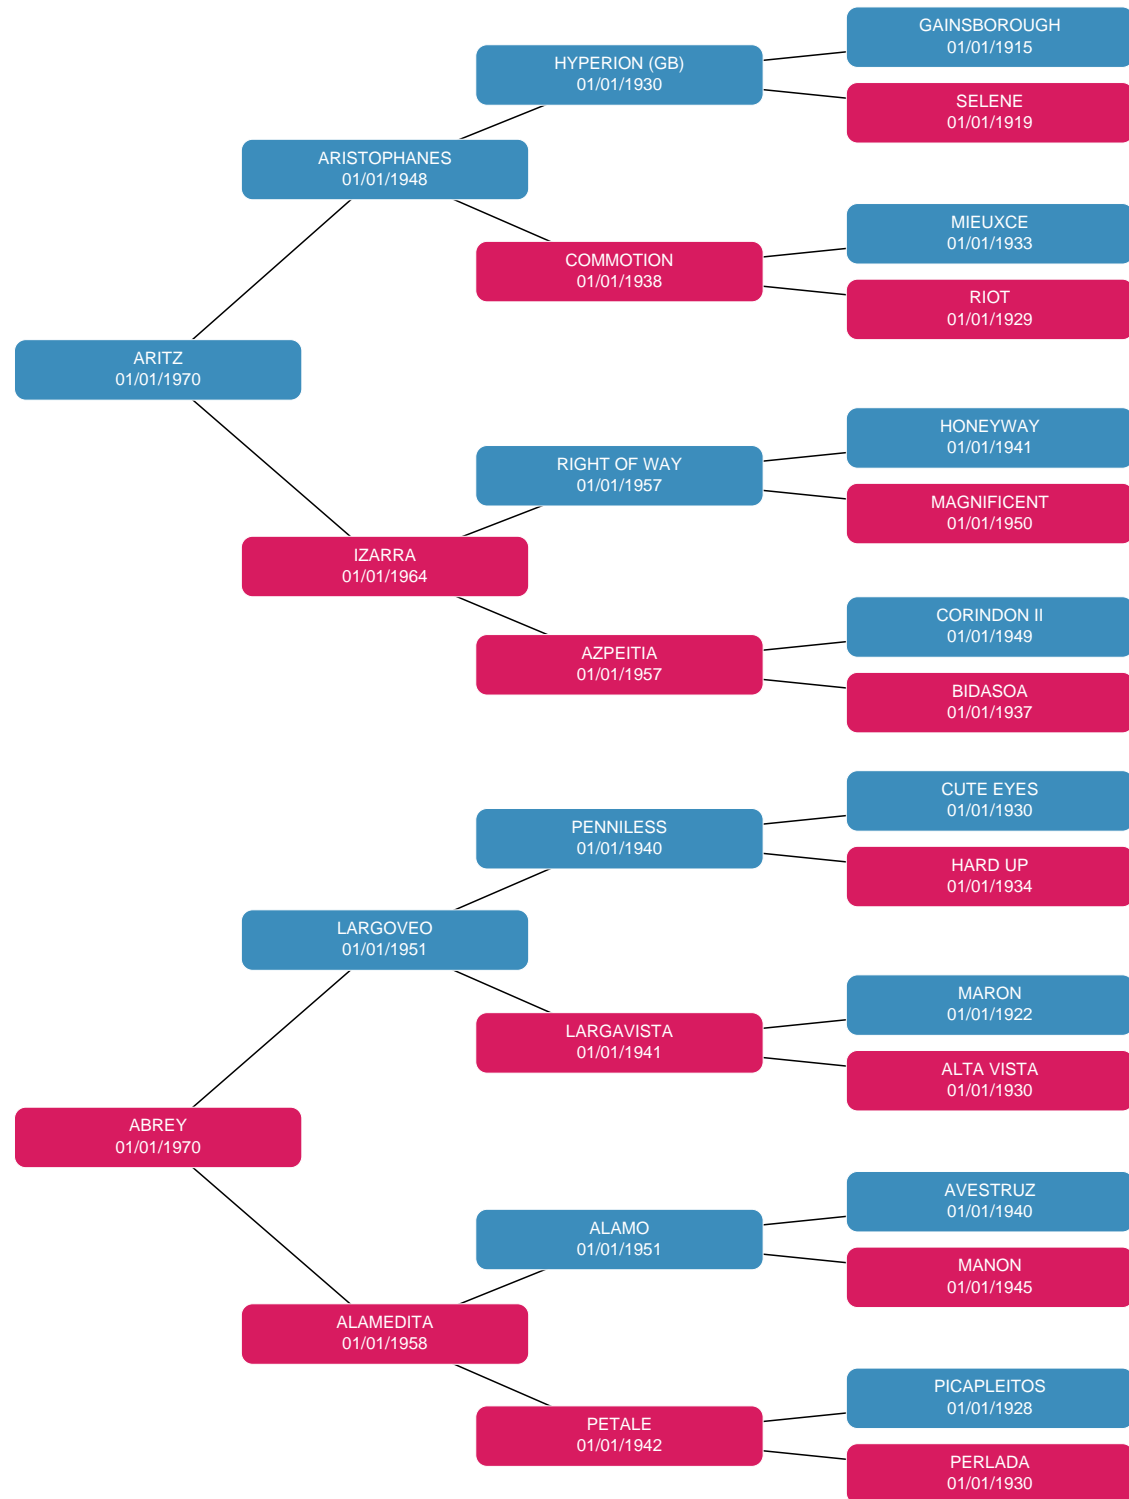 GAINSBOROUGH
01/01/1915
HYPERION (GB)
01/01/1930
SELENE
01/01/1919
ARISTOPHANES
01/01/1948
MIEUXCE
01/01/1933
COMMOTION
01/01/1938
RIOT
01/01/1929
ARITZ
01/01/1970
HONEYWAY
01/01/1941
RIGHT OF WAY
01/01/1957
MAGNIFICENT
01/01/1950
IZARRA
01/01/1964
CORINDON II
01/01/1949
AZPEITIA
01/01/1957
BIDASOA
01/01/1937
CUTE EYES
01/01/1930
PENNILESS
01/01/1940
HARD UP
01/01/1934
LARGOVEO
01/01/1951
MARON
01/01/1922
LARGAVISTA
01/01/1941
ALTA VISTA
01/01/1930
ABREY
01/01/1970
AVESTRUZ
01/01/1940
ALAMO
01/01/1951
MANON
01/01/1945
ALAMEDITA
01/01/1958
PICAPLEITOS
01/01/1928
PETALE
01/01/1942
PERLADA
01/01/1930